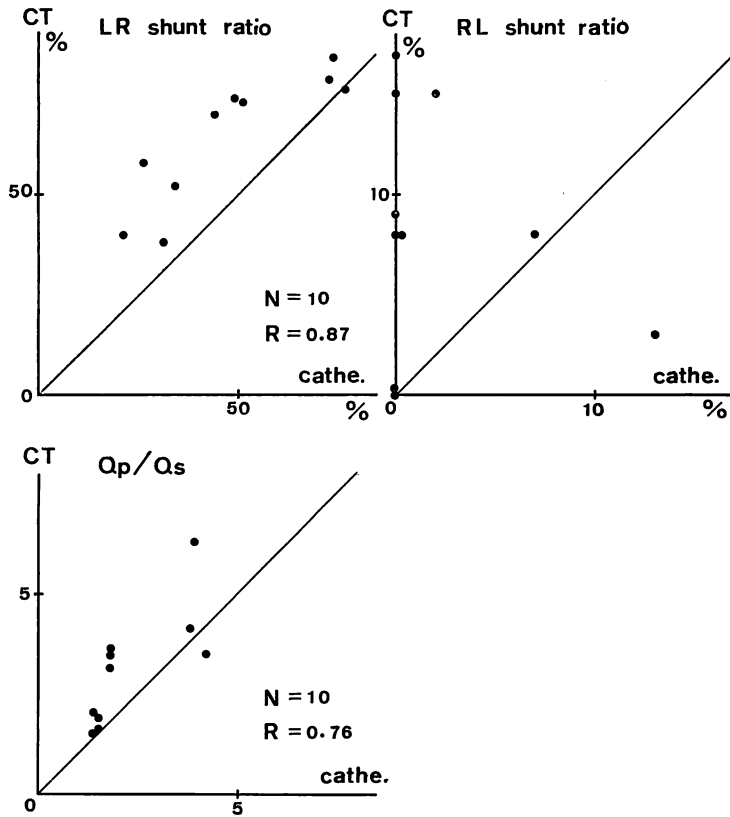 CT
% LR shunt ratio
50
N = 10
R = 0.87
cathe.
0
50
%
CT
% RL shunt ratio
10
cathe.
0
10
%
CT
Qp/Qs
5
N = 10
R = 0.76
cathe.
0
5